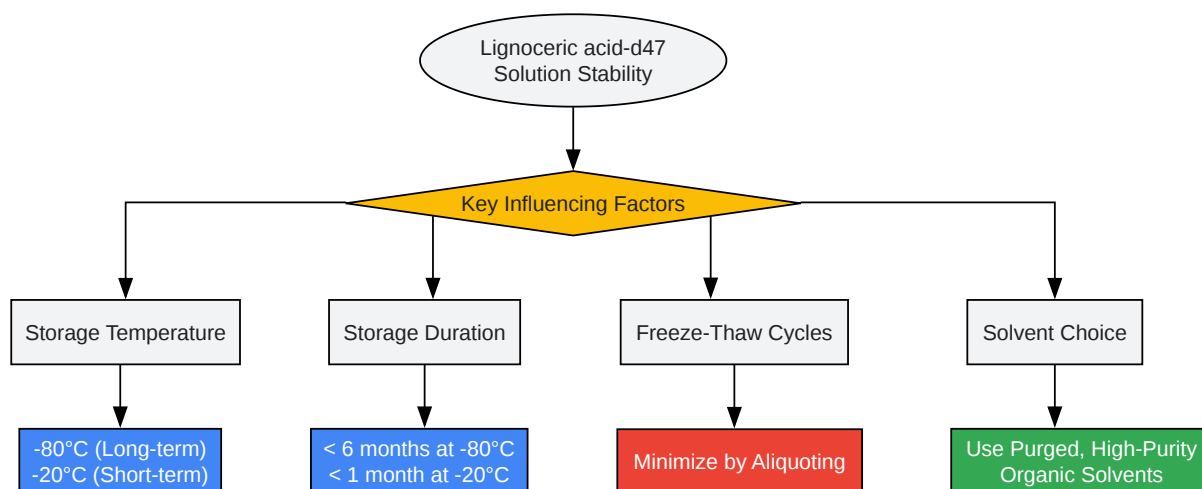 Lignoceric acid-d47
Solution Stability
Key Influencing Factors
Storage Temperature
Storage Duration
Freeze-Thaw Cycles
Solvent Choice
-80°C (Long-term)
-20°C (Short-term)
< 6 months at -80°C
< 1 month at -20°C
Minimize by Aliquoting
Use Purged, High-Purity
Organic Solvents